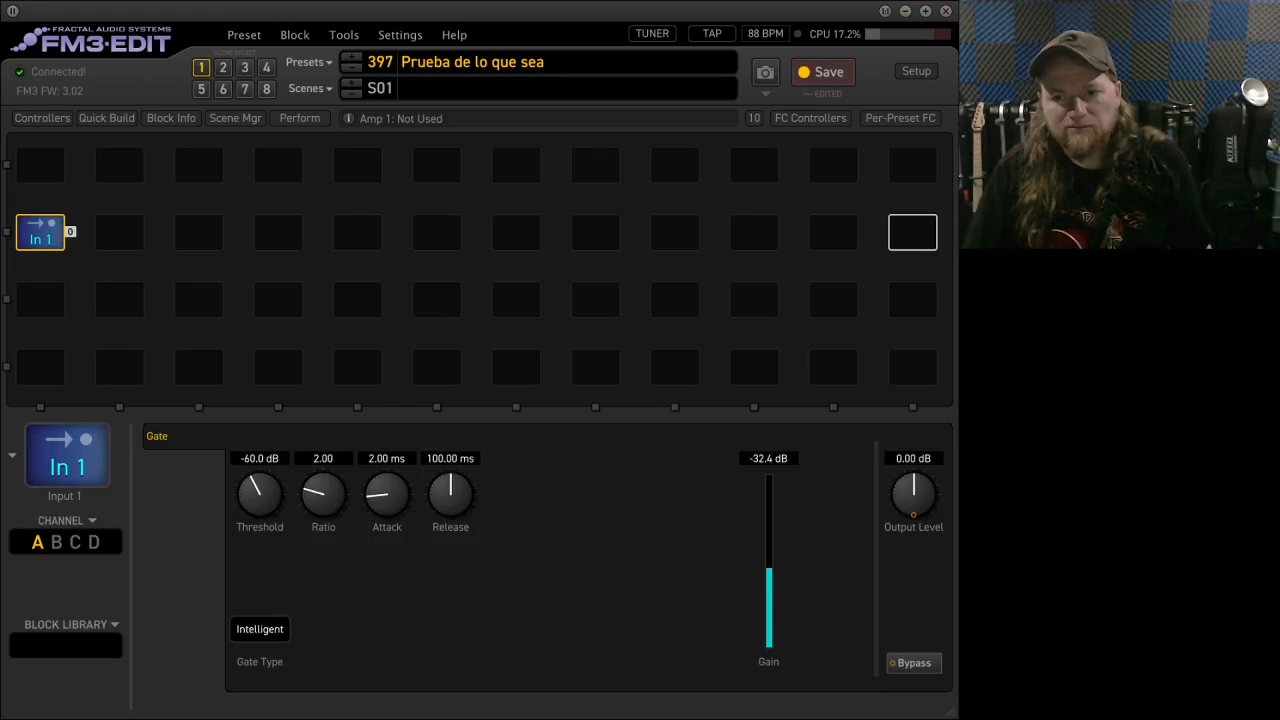 FRACTAL AUDIO SYSTEMS
FM3-EDIT
Preset Block Tools Settings Help
TUNER TAP 88 BPM CPU 17.2%
Connected!
FM3 FW: 3.02
SCENE SELECT
1 2 3 4
5 6 7 8
Presets 397 Prueba de lo que sea
Scenes S01
Save
EDITED
Setup
Controllers Quick Build Block Info Scene Mgr Perform Amp 1: Not Used 10 FC Controllers Per-Preset FC
In 1 0
Gate
In 1
Input 1
CHANNEL
A B C D
BLOCK LIBRARY
-60.0 dB 2.00 2.00 ms 100.00 ms -32.4 dB 0.00 dB
Threshold Ratio Attack Release Output Level
Intelligent
Gate Type Gain
Bypass